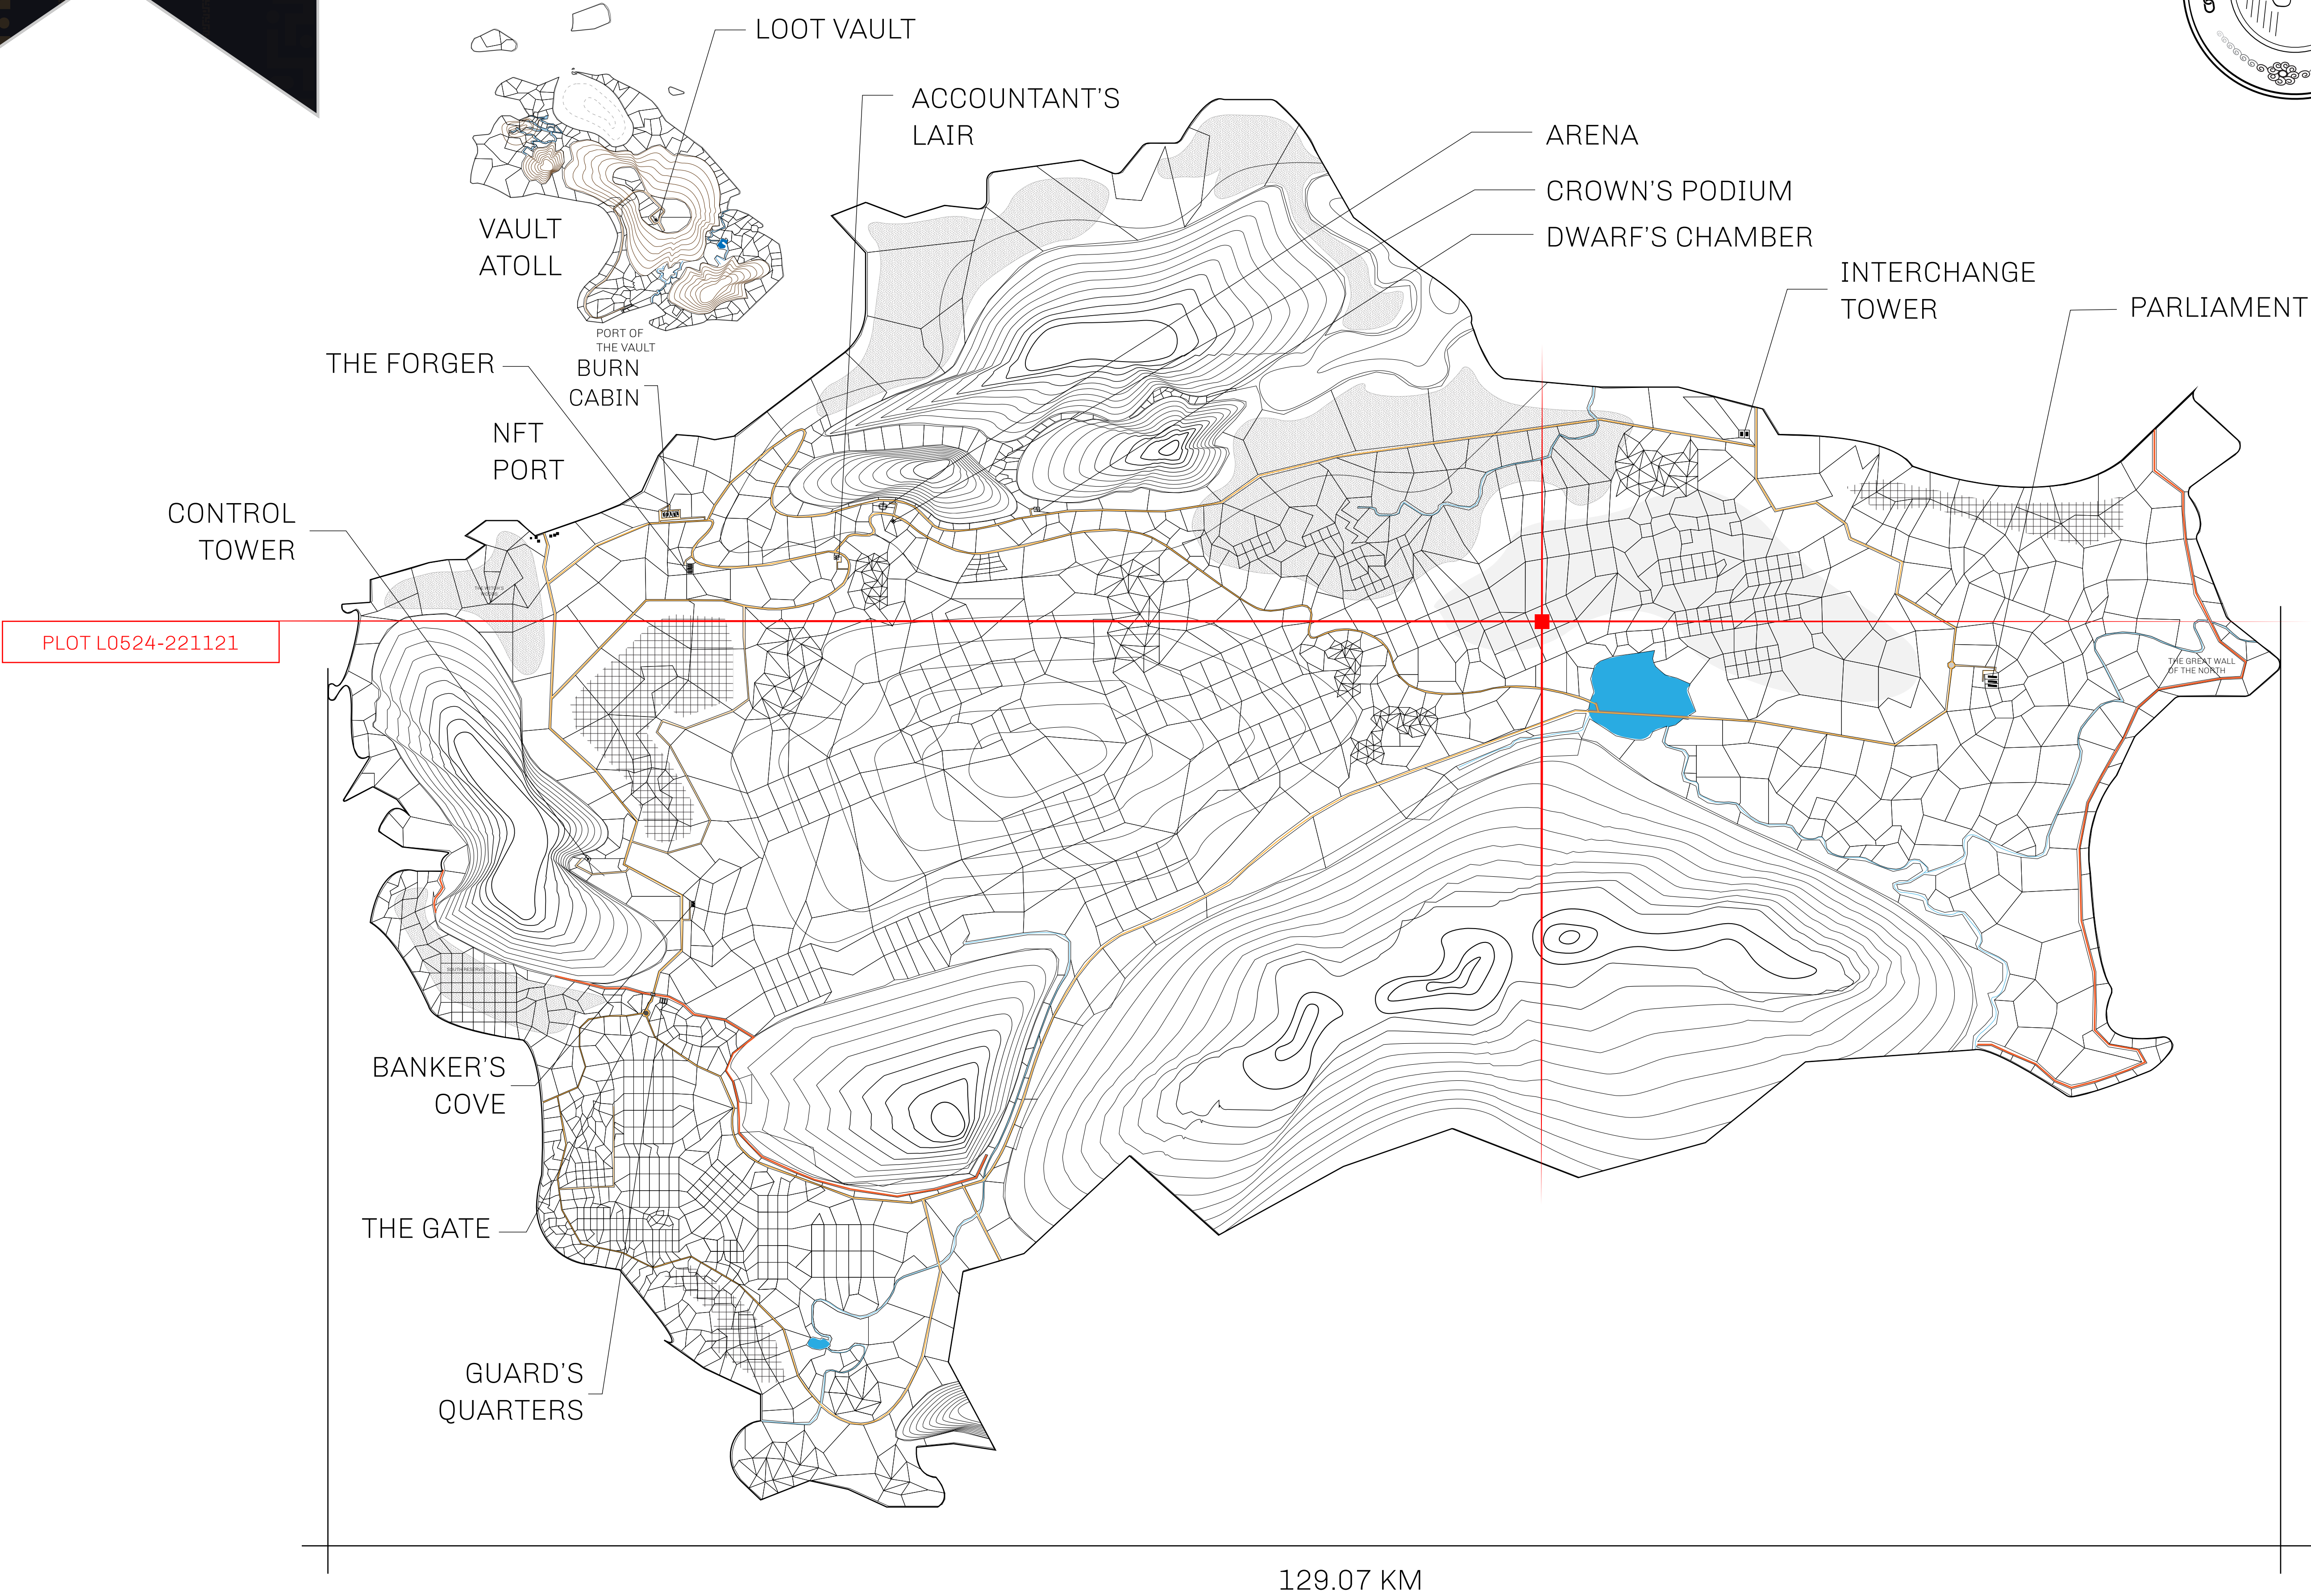 LOOT VAULT
ACCOUNTANT'S
LAIR
ARENA
CROWN'S PODIUM
DWARF'S CHAMBER
VAULT
ATOLL
INTERCHANGE
TOWER
PARLIAMENT
PORT OF
THE VAULT
THE FORGER
BURN
CABIN
NFT
PORT
CONTROL
TOWER
PLOT L0524-221121
THE GREAT WALL
OF THE NORTH
SOUTH RESERVE
BANKER'S
COVE
THE GATE
GUARD'S
QUARTERS
129.07 KM